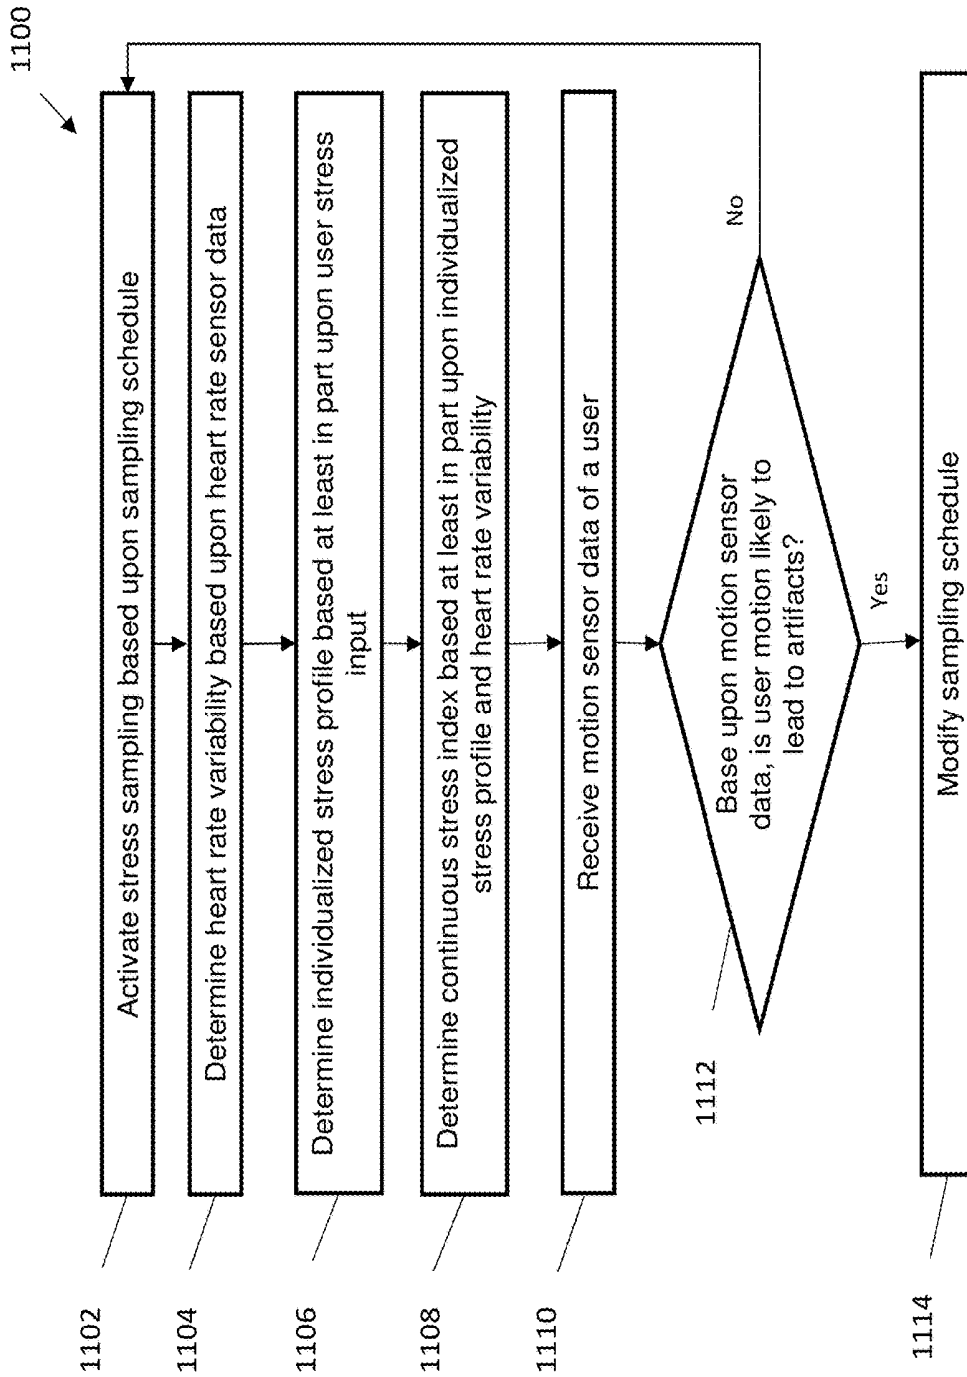 1100
1102
Activate stress sampling based upon sampling schedule
1104
Determine heart rate variability based upon heart rate sensor data
1106
Determine individualized stress profile based at least in part upon user stress
input
1108
Determine continuous stress index based at least in part upon individualized
stress profile and heart rate variability
1110
Receive motion sensor data of a user
1112
Base upon motion sensor
data, is user motion likely to
lead to artifacts?
No
Yes
1114
Modify sampling schedule